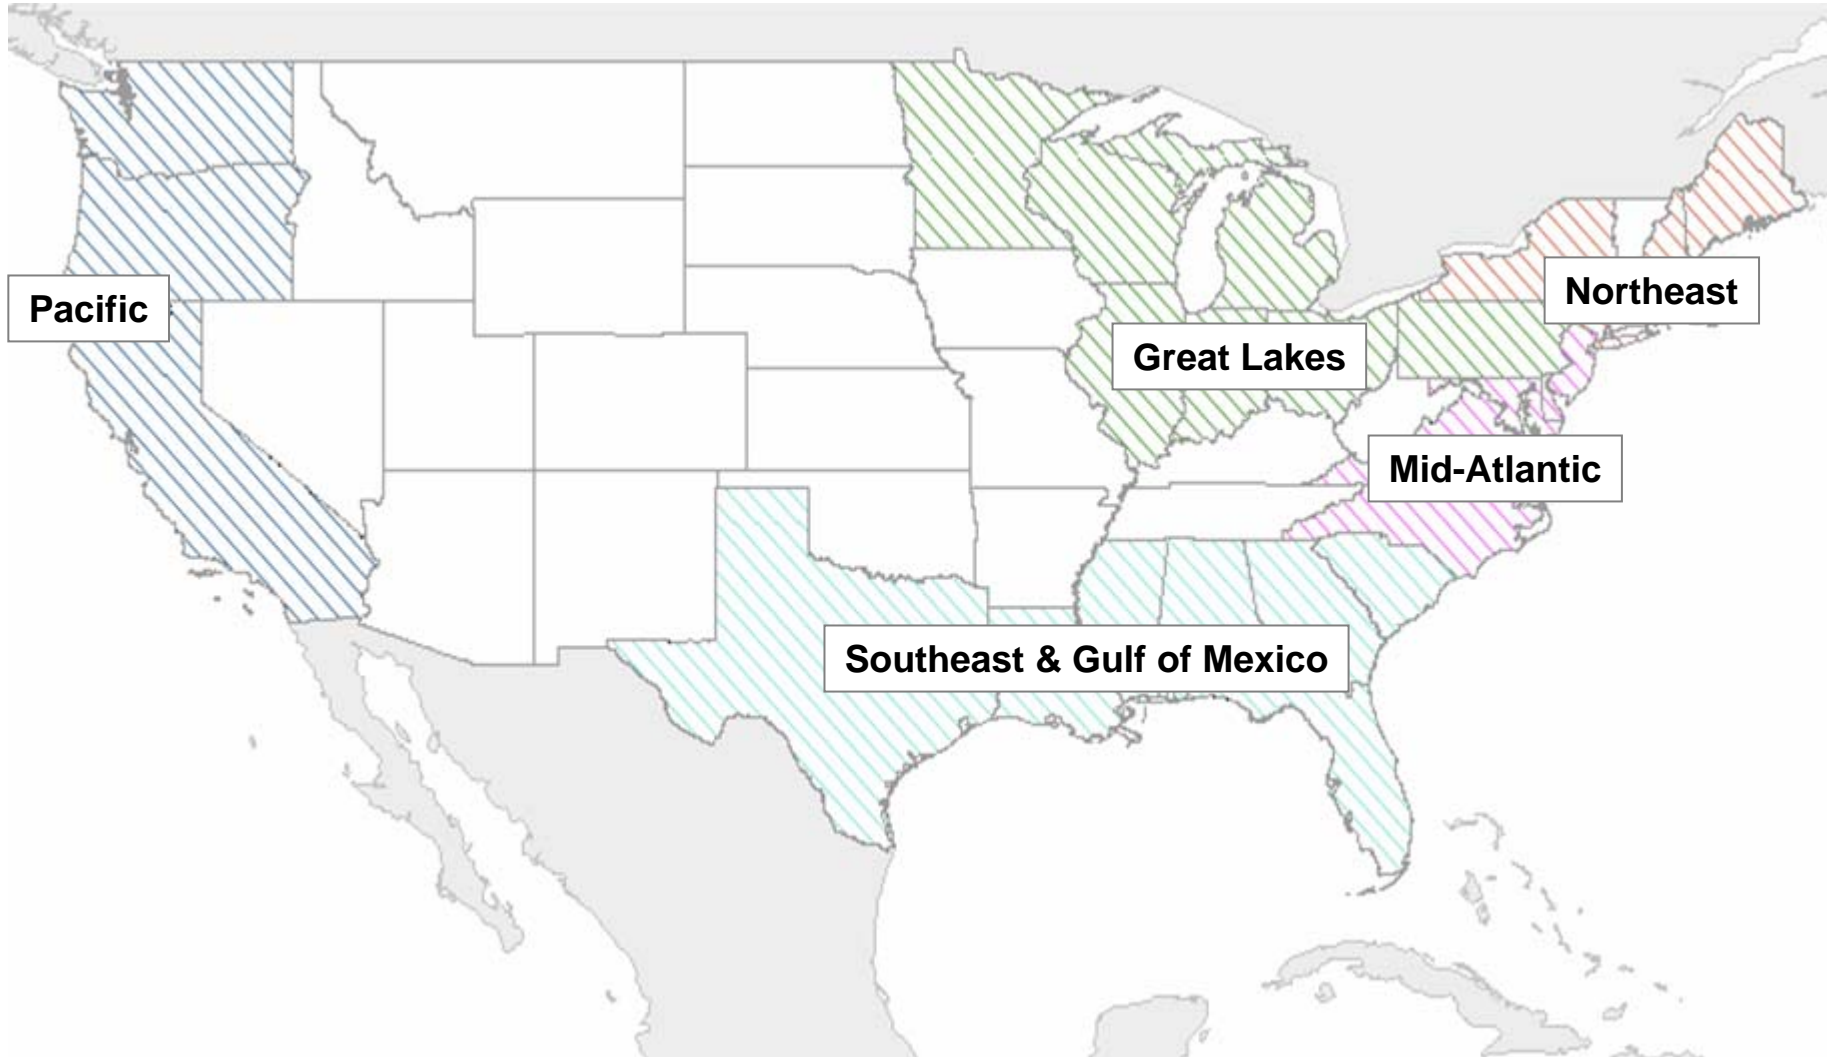 Pacific
Northeast
Great Lakes
Mid-Atlantic
Southeast & Gulf of Mexico